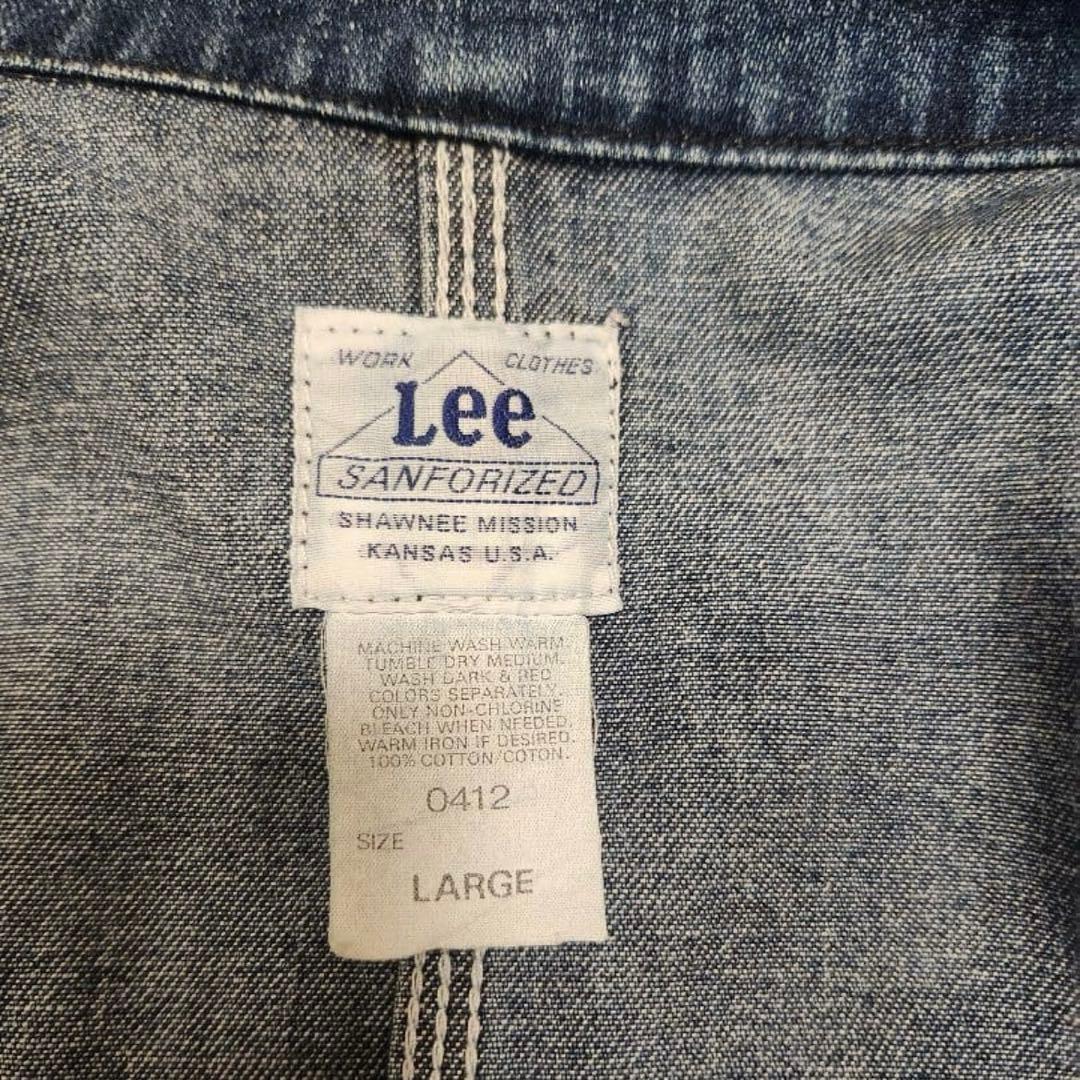 WORK CLOTHES
Lee
SANFORIZED
SHAWNEE MISSION
KANSAS U.S.A.
MACHINE WASH WARM.
TUMBLE DRY MEDIUM.
WASH DARK & RED
COLORS SEPARATELY.
ONLY NON-CHLORINE
BLEACH WHEN NEEDED.
WARM IRON IF DESIRED.
100% COTTON/COTON.
0412
SIZE
LARGE